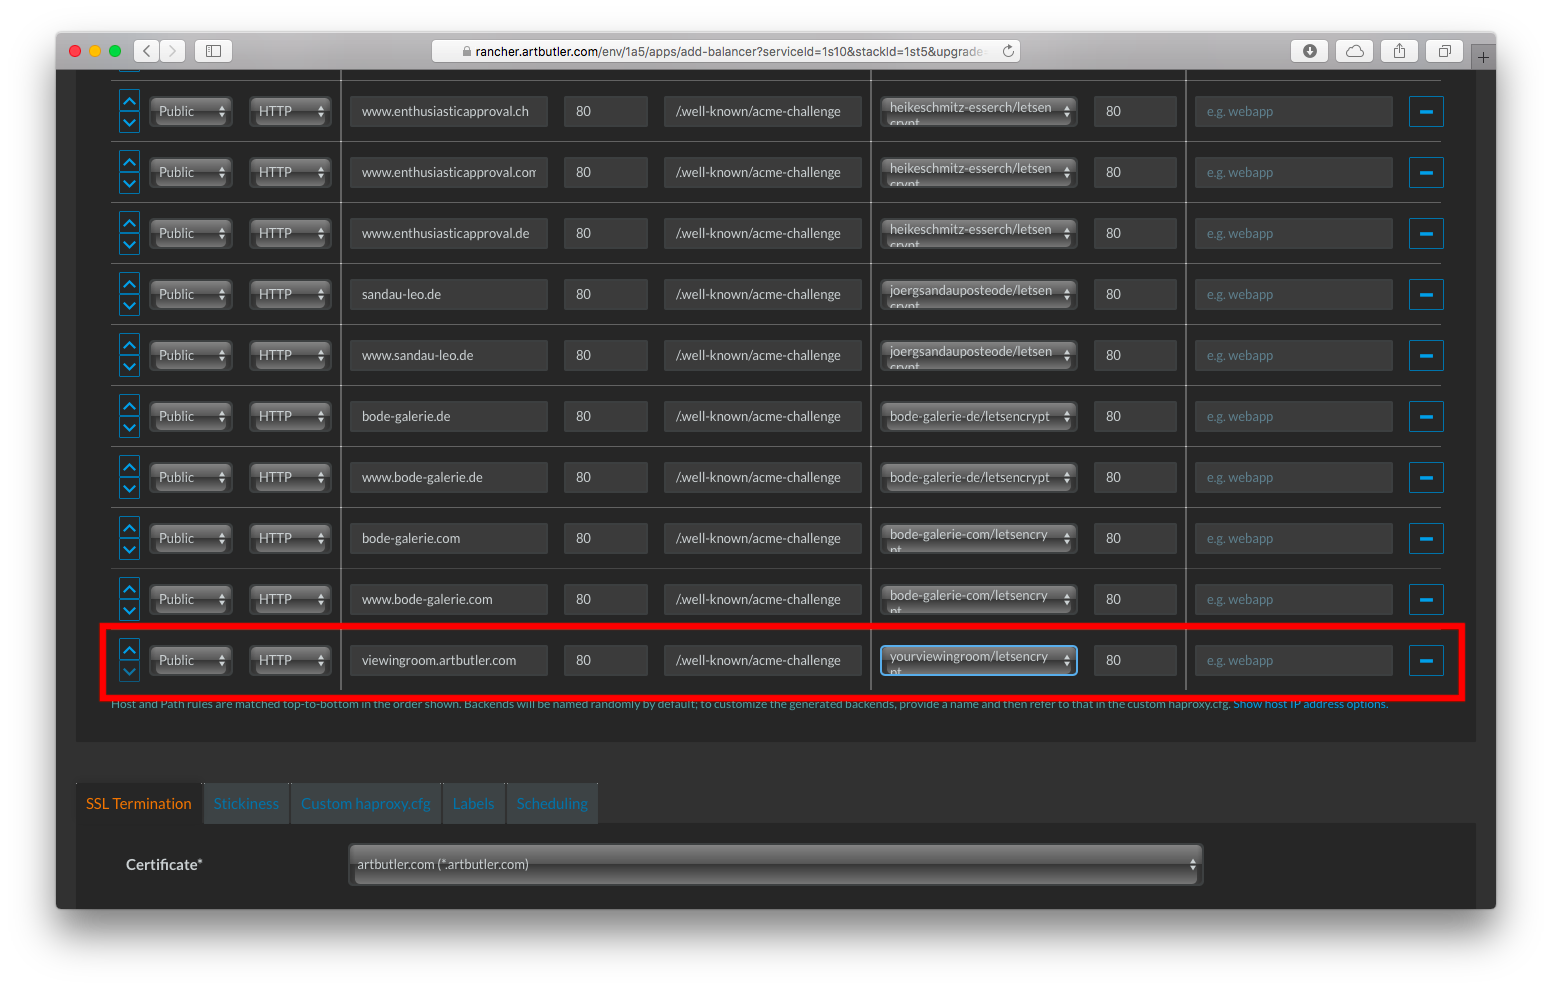 rancher.artbutler.com/env/1a5/apps/add-balancer?serviceId=1s10&stackId=1st5&upgrade
Public HTTP www.enthusiasticapproval.ch 80 /.well-known/acme-challenge heikeschmitz-esserch/letsencrypt 80 e.g. webapp
Public HTTP www.enthusiasticapproval.com 80 /.well-known/acme-challenge heikeschmitz-esserch/letsencrypt 80 e.g. webapp
Public HTTP www.enthusiasticapproval.de 80 /.well-known/acme-challenge heikeschmitz-esserch/letsencrypt 80 e.g. webapp
Public HTTP sandau-leo.de 80 /.well-known/acme-challenge joergsandauposteode/letsencrypt 80 e.g. webapp
Public HTTP www.sandau-leo.de 80 /.well-known/acme-challenge joergsandauposteode/letsencrypt 80 e.g. webapp
Public HTTP bode-galerie.de 80 /.well-known/acme-challenge bode-galerie-de/letsencrypt 80 e.g. webapp
Public HTTP www.bode-galerie.de 80 /.well-known/acme-challenge bode-galerie-de/letsencrypt 80 e.g. webapp
Public HTTP bode-galerie.com 80 /.well-known/acme-challenge bode-galerie-com/letsencrypt 80 e.g. webapp
Public HTTP www.bode-galerie.com 80 /.well-known/acme-challenge bode-galerie-com/letsencrypt 80 e.g. webapp
Public HTTP viewingroom.artbutler.com 80 /.well-known/acme-challenge yourviewingroom/letsencrypt 80 e.g. webapp
Host and Path rules are matched top-to-bottom in the order shown. Backends will be named randomly by default; to customize the generated backends, provide a name and then refer to that in the custom haproxy.cfg. Show host IP address options.
SSL Termination Stickiness Custom haproxy.cfg Labels Scheduling
Certificate* artbutler.com (*.artbutler.com)